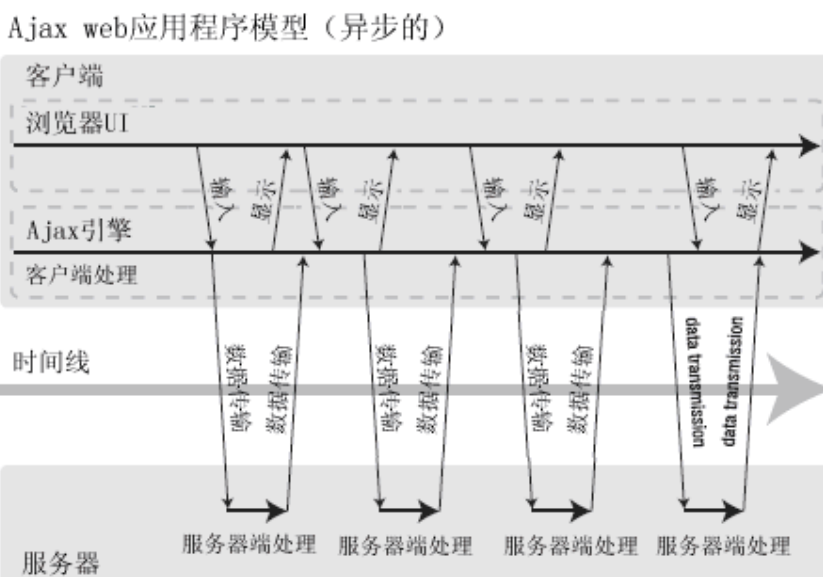 Ajax web应用程序模型（异步的）
客户端
浏览器UI
输入
显示
输入
显示
输入
显示
输入
显示
Ajax引擎
客户端处理
数据传输
数据传输
数据传输
数据传输
数据传输
数据传输
data transmission
data transmission
时间线
服务器端处理
服务器端处理
服务器端处理
服务器端处理
服务器